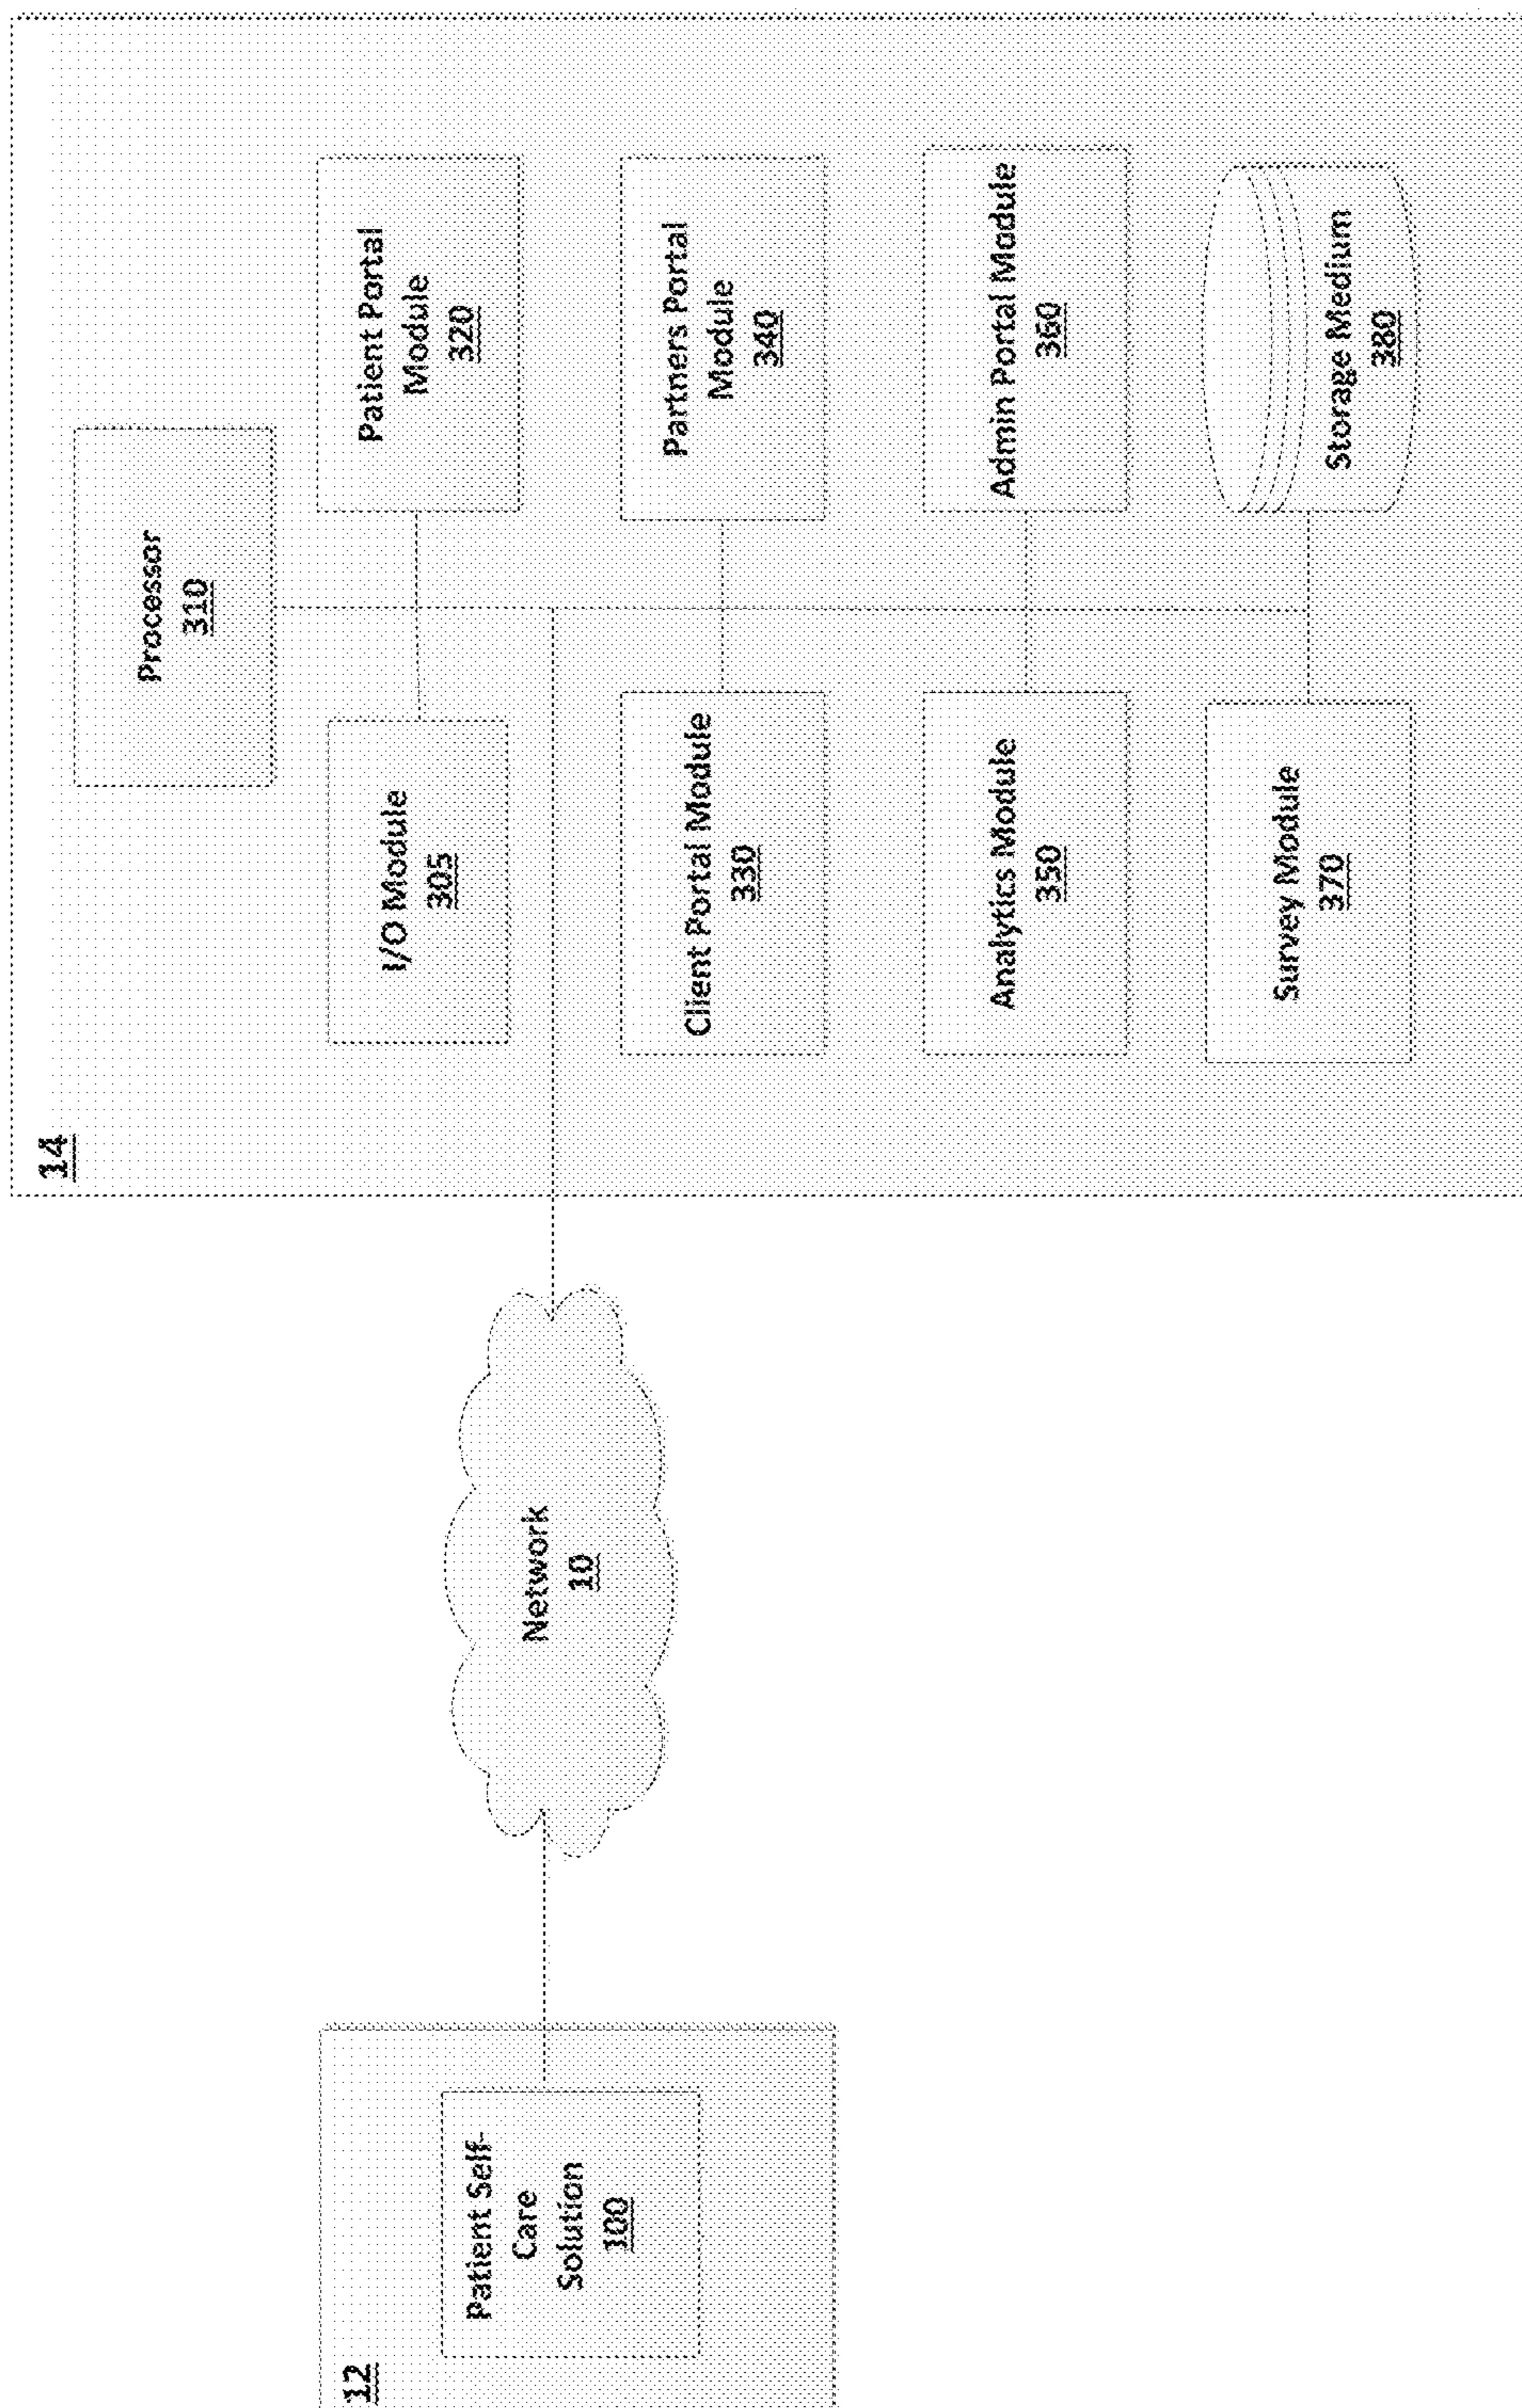 12
Patient Self-
Care
Solution
100
Network
10
14
Processor
310
I/O Module
305
Patient Portal
Module
320
Client Portal Module
330
Partners Portal
Module
340
Analytics Module
350
Admin Portal Module
360
Survey Module
370
Storage Medium
380